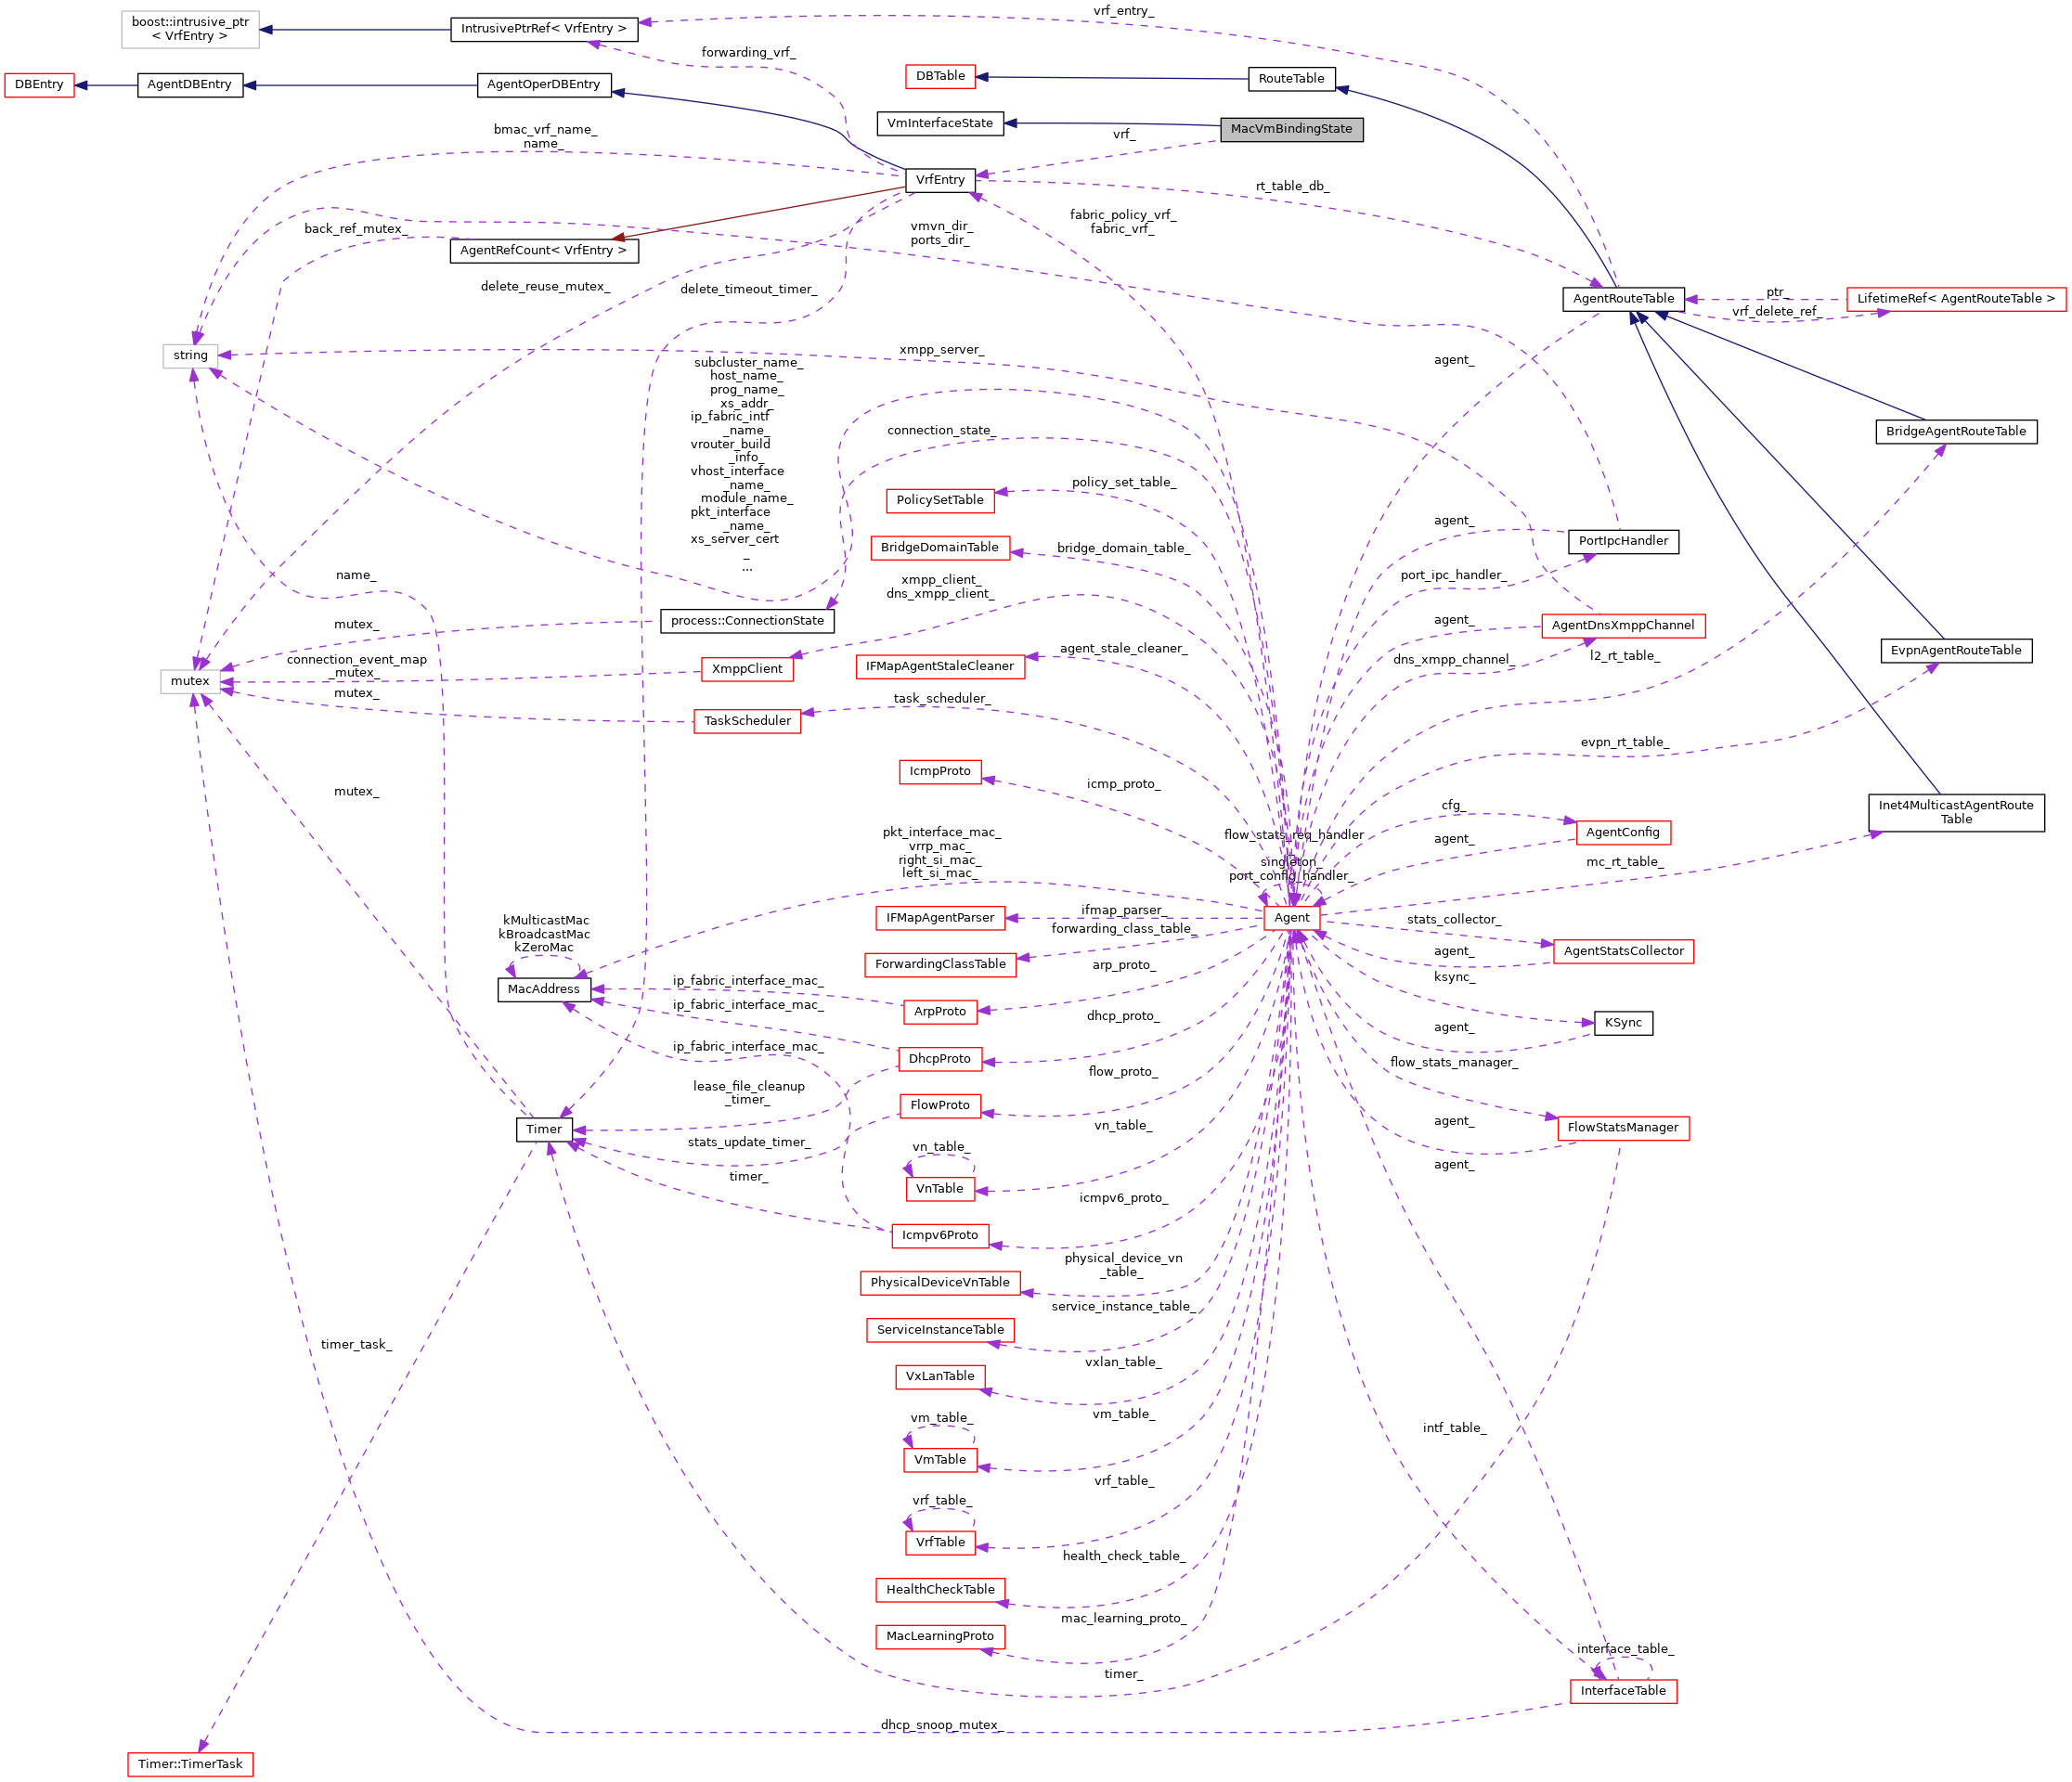 vrf_entry_
boost::intrusive_ptr
< VrfEntry >
IntrusivePtrRef< VrfEntry >
forwarding_vrf_
DBEntry
AgentDBEntry
AgentOperDBEntry
DBTable
RouteTable
VmInterfaceState
MacVmBindingState
bmac_vrf_name_
name_
vrf_
VrfEntry
rt_table_db_
back_ref_mutex_
AgentRefCount< VrfEntry >
vmvn_dir_
ports_dir_
fabric_policy_vrf_
fabric_vrf_
delete_reuse_mutex_
delete_timeout_timer_
AgentRouteTable
ptr_
vrf_delete_ref_
LifetimeRef< AgentRouteTable >
string
xmpp_server_
agent_
subcluster_name_
host_name_
prog_name_
xs_addr_
ip_fabric_intf
_name_
vrouter_build
_info_
vhost_interface
_name_
module_name_
pkt_interface
_name_
xs_server_cert
_
...
connection_state_
BridgeAgentRouteTable
PolicySetTable
policy_set_table_
BridgeDomainTable
bridge_domain_table_
agent_
PortIpcHandler
port_ipc_handler_
name_
xmpp_client_
dns_xmpp_client_
process::ConnectionState
mutex_
agent_
AgentDnsXmppChannel
EvpnAgentRouteTable
connection_event_map
_mutex_
XmppClient
IFMapAgentStaleCleaner
agent_stale_cleaner_
dns_xmpp_channel_
l2_rt_table_
mutex
mutex_
TaskScheduler
task_scheduler_
evpn_rt_table_
IcmpProto
icmp_proto_
mutex_
cfg_
AgentConfig
Inet4MulticastAgentRoute
Table
flow_stats_req_handler
_
singleton_
port_config_handler_
agent_
mc_rt_table_
pkt_interface_mac_
vrrp_mac_
right_si_mac_
left_si_mac_
kMulticastMac
kBroadcastMac
kZeroMac
IFMapAgentParser
ifmap_parser_
Agent
stats_collector_
forwarding_class_table_
ForwardingClassTable
agent_
AgentStatsCollector
MacAddress
ip_fabric_interface_mac_
arp_proto_
ksync_
ip_fabric_interface_mac_
ArpProto
dhcp_proto_
agent_
KSync
ip_fabric_interface_mac_
DhcpProto
flow_stats_manager_
lease_file_cleanup
_timer_
flow_proto_
FlowProto
Timer
stats_update_timer_
vn_table_
agent_
FlowStatsManager
vn_table_
agent_
timer_
VnTable
icmpv6_proto_
Icmpv6Proto
physical_device_vn
_table_
PhysicalDeviceVnTable
service_instance_table_
ServiceInstanceTable
timer_task_
VxLanTable
vxlan_table_
vm_table_
vm_table_
intf_table_
VmTable
vrf_table_
vrf_table_
VrfTable
health_check_table_
HealthCheckTable
mac_learning_proto_
MacLearningProto
interface_table_
timer_
InterfaceTable
dhcp_snoop_mutex_
Timer::TimerTask